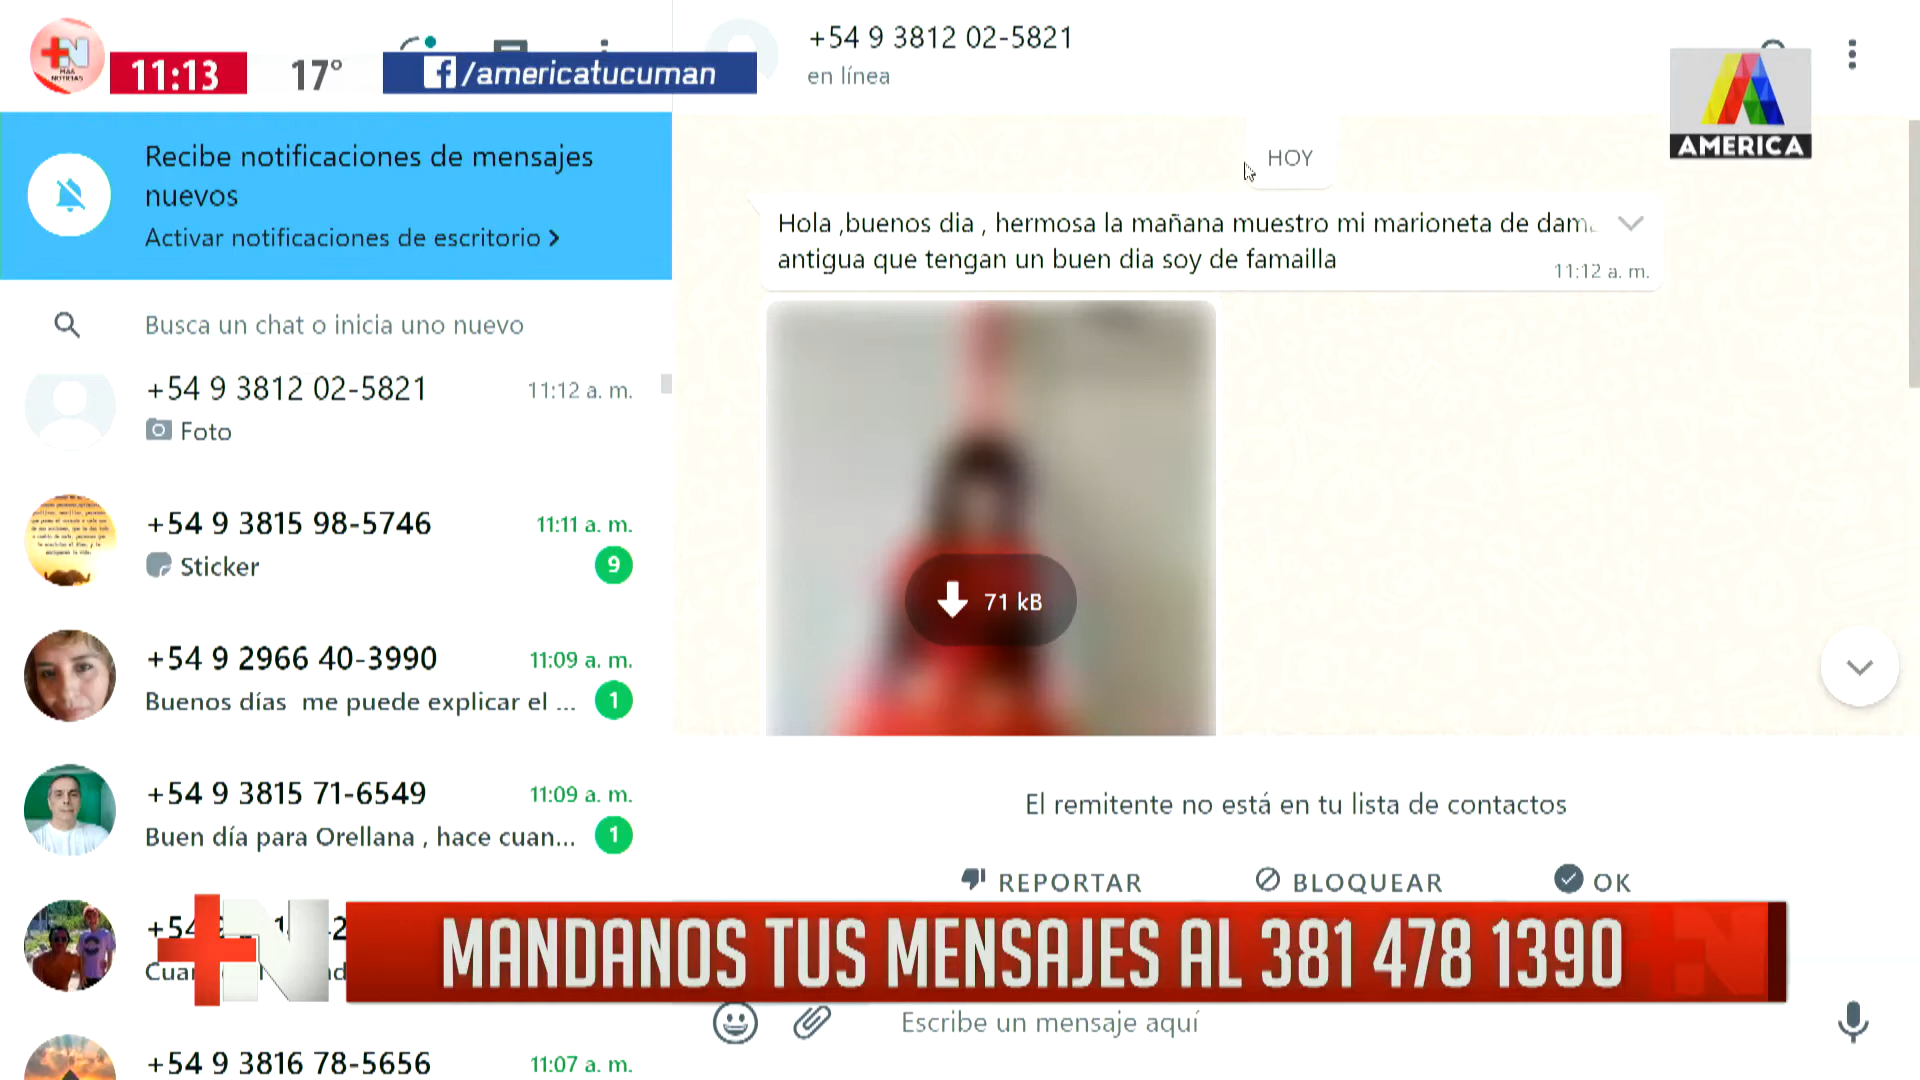 11:13
17°
f/americatucuman
+54 9 3812 02-5821
en línea
AMERICA
Recibe notificaciones de mensajes
nuevos
Activar notificaciones de escritorio >
Busca un chat o inicia uno nuevo
+54 9 3812 02-5821
11:12 a. m.
Foto
+54 9 3815 98-5746
11:11 a. m.
Sticker
9
+54 9 2966 40-3990
11:09 a. m.
Buenos días me puede explicar el ...
1
+54 9 3815 71-6549
11:09 a. m.
Buen día para Orellana , hace cuan...
1
+54
+N
+54 9 3816 78-5656
11:07 a. m.
HOY
Hola ,buenos dia , hermosa la mañana muestro mi marioneta de dam
antigua que tengan un buen dia soy de famailla
11:12 a. m.
71 kB
El remitente no está en tu lista de contactos
REPORTAR
BLOQUEAR
OK
MANDANOS TUS MENSAJES AL 381 478 1390
Escribe un mensaje aquí